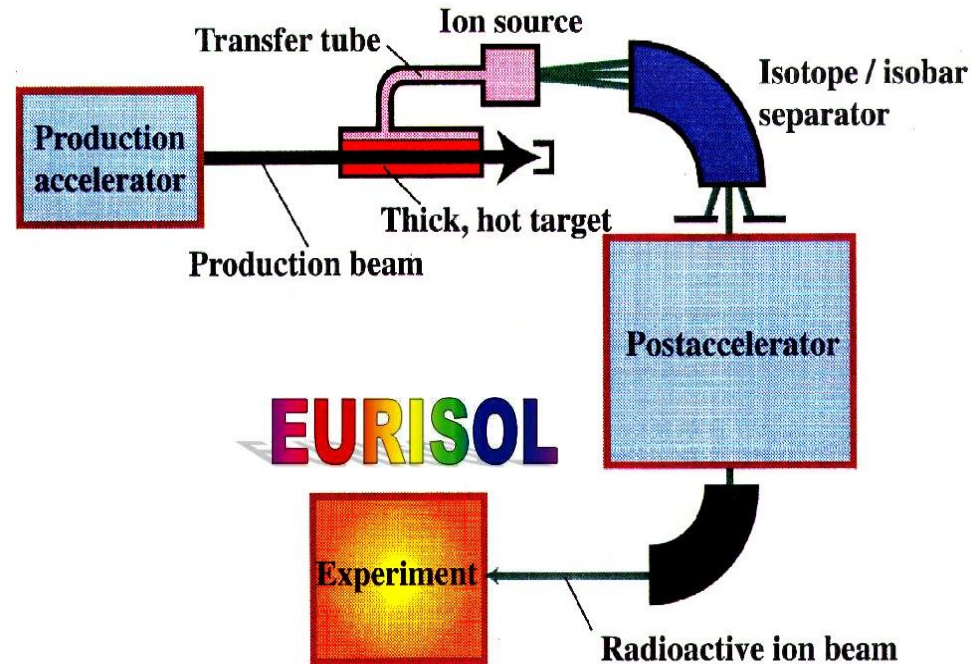 Ion source
Transfer tube
Isotope / isobar
separator
Production
accelerator
Thick, hot target
Production beam
Postaccelerator
EURISOL
Experiment
Radioactive ion beam